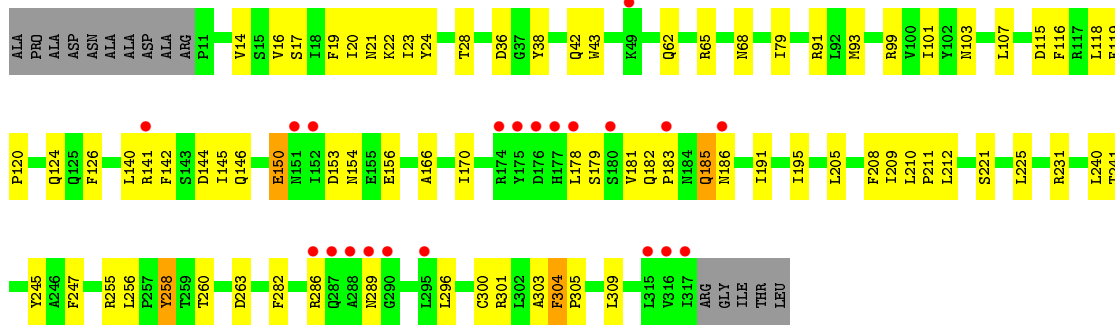 ALA PRO ALA ASP ASN ALA ALA ASP ALA ARG P11 V14 S15 V16 S17 I18 F19 I20 N21 K22 I23 Y24 T28 D36 G37 Y38 Q42 W43 K49 Q62 R65 N68 I79 R91 L92 M93 R99 V100 I101 Y102 N103 L107 D115 F116 R117 L118
P120 Q124 Q125 F126 L140 R141 F142 S143 D144 I145 Q146 E150 N151 I152 D153 N154 E155 E156 A166 I170 R174 Y175 D176 H177 L178 S179 S180 V181 Q182 P183 N184 Q185 N186 I191 I195 L205 F208 I209 L210 P211 L212 S221 L225 R231 L240 T241
Y245 A246 F247 R255 L256 P257 Y258 T259 T260 D263 F282 R286 Q287 A288 N289 G290 L295 L296 C300 R301 L302 A303 F304 P305 L309 L315 V316 I317 ARG GLY ILE THR LEU